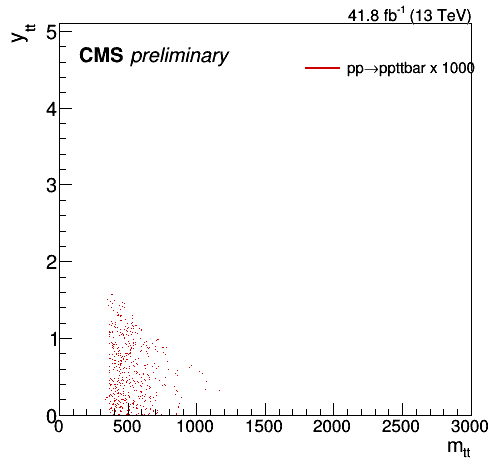 41.8 fb⁻¹ (13 TeV)
y_tt
CMS preliminary
pp→ppttbar x 1000
5
4
3
2
1
0
0 500 1000 1500 2000 2500 3000
m_tt